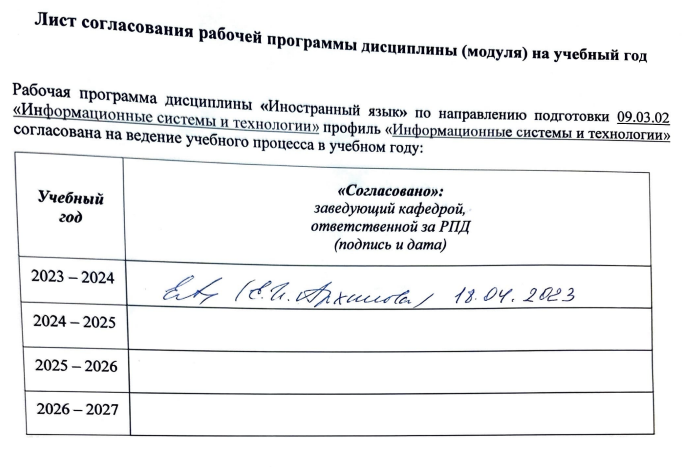 Лист согласования рабочей программы дисциплины (модуля) на учебный год
Рабочая программа дисциплины «Иностранный язык» по направлению подготовки 09.03.02
«Информационные системы и технологии» профиль «Информационные системы и технологии»
согласована на ведение учебного процесса в учебном году:
Учебный
год
«Согласовано»:
заведующий кафедрой,
ответственной за РПД
(подпись и дата)
2023 – 2024
(Е.И. Архипова) 18.04.2023
2024 – 2025
2025 – 2026
2026 – 2027